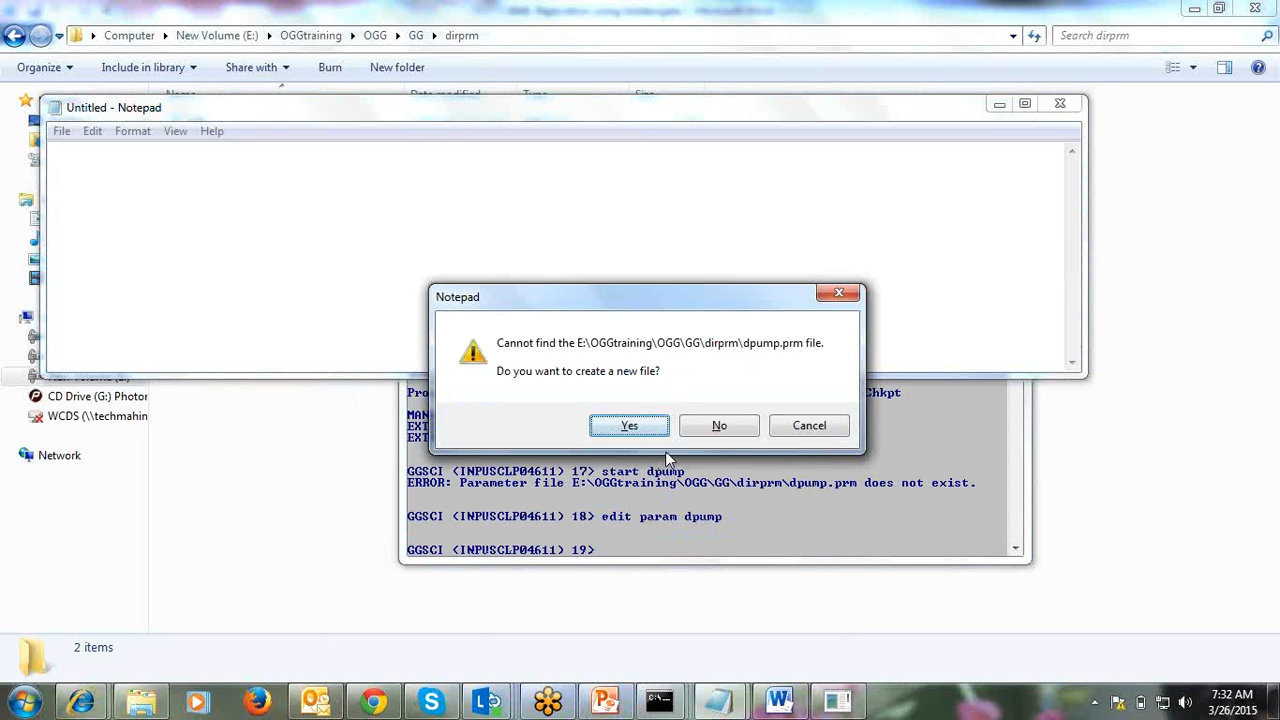 Computer New Volume (E:) OGGtraining OGG GG dirprm
Search dirprm
Organize Include in library Share with Burn New folder
Untitled - Notepad
File Edit Format View Help
Notepad
Cannot find the E:\OGGtraining\OGG\GG\dirprm\dpump.prm file.
Do you want to create a new file?
Yes No Cancel
CD Drive (G:) Photon
WCDS (\\techmahin
Network
Chkpt
GGSCI (INPUSCLP04611) 17> start dpump
ERROR: Parameter file E:\OGGtraining\OGG\GG\dirprm\dpump.prm does not exist.
GGSCI (INPUSCLP04611) 18> edit param dpump
GGSCI (INPUSCLP04611) 19>
2 items
7:32 AM
3/26/2015